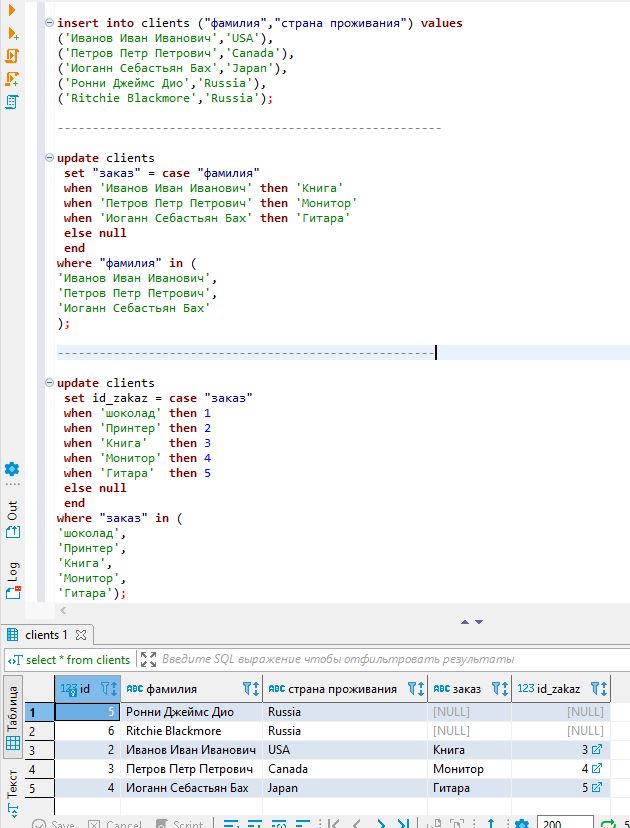 insert into clients ("фамилия","страна проживания") values
('Иванов Иван Иванович','USA'),
('Петров Петр Петрович','Canada'),
('Иоганн Себастьян Бах','Japan'),
('Ронни Джеймс Дио','Russia'),
('Ritchie Blackmore','Russia');
-------------------------------------------------------
update clients
set "заказ" = case "фамилия"
when 'Иванов Иван Иванович' then 'Книга'
when 'Петров Петр Петрович' then 'Монитор'
when 'Иоганн Себастьян Бах' then 'Гитара'
else null
end
where "фамилия" in (
'Иванов Иван Иванович',
'Петров Петр Петрович',
'Иоганн Себастьян Бах'
);
------------------------------------------------------
update clients
set id_zakaz = case "заказ"
when 'шоколад' then 1
when 'Принтер' then 2
when 'Книга' then 3
when 'Монитор' then 4
when 'Гитара' then 5
else null
end
where "заказ" in (
'шоколад',
'Принтер',
'Книга',
'Монитор',
'Гитара');
Out
Log
clients 1
select * from clients Введите SQL выражение чтобы отфильтровать результаты
Таблица
Текст
123 id ABC фамилия ABC страна проживания ABC заказ 123 id_zakaz
1 5 Ронни Джеймс Дио Russia [NULL] [NULL]
2 6 Ritchie Blackmore Russia [NULL] [NULL]
3 2 Иванов Иван Иванович USA Книга 3
4 3 Петров Петр Петрович Canada Монитор 4
5 4 Иоганн Себастьян Бах Japan Гитара 5
Save Cancel Script 200 5